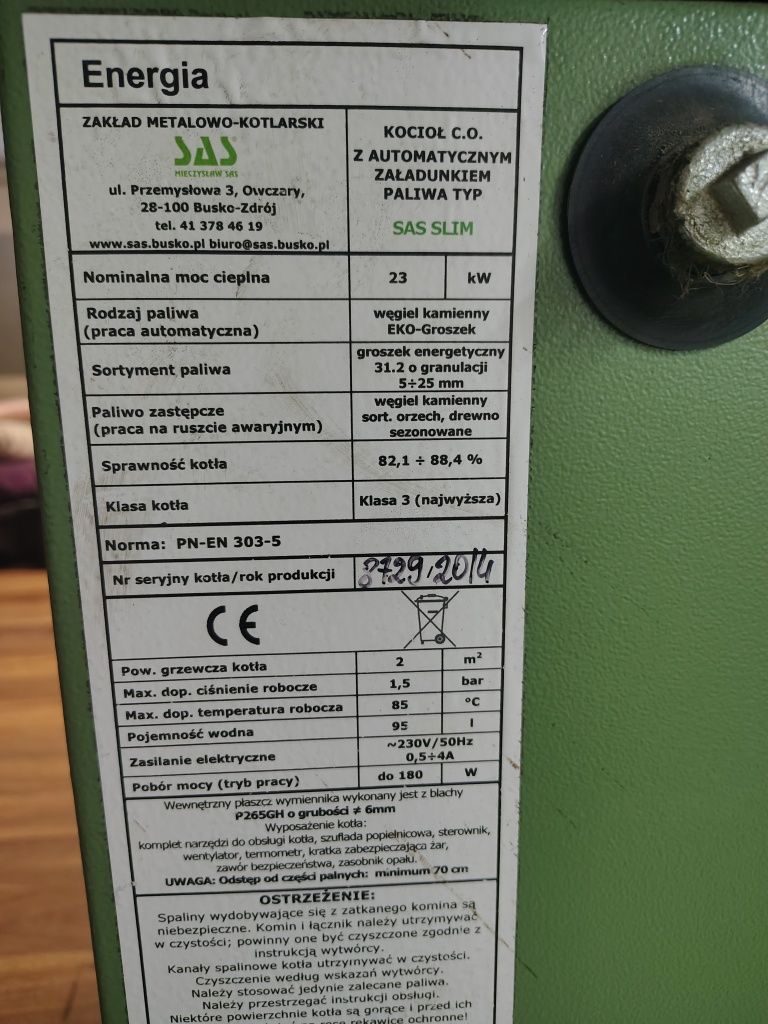 Energia
ZAKŁAD METALOWO-KOTLARSKI
SAS
MIECZYSŁAW SAS
ul. Przemysłowa 3, Owczary,
28-100 Busko-Zdrój
tel. 41 378 46 19
www.sas.busko.pl biuro@sas.busko.pl
KOCIOŁ C.O.
Z AUTOMATYCZNYM
ZAŁADUNKIEM
PALIWA TYP
SAS SLIM
Nominalna moc cieplna 23 kW
Rodzaj paliwa
(praca automatyczna)
węgiel kamienny
EKO-Groszek
Sortyment paliwa
groszek energetyczny
31.2 o granulacji
5÷25 mm
Paliwo zastępcze
(praca na ruszcie awaryjnym)
węgiel kamienny
sort. orzech, drewno
sezonowane
Sprawność kotła 82,1 ÷ 88,4 %
Klasa kotła Klasa 3 (najwyższa)
Norma: PN-EN 303-5
Nr seryjny kotła/rok produkcji 8729,2014
CE
Pow. grzewcza kotła 2 m²
Max. dop. ciśnienie robocze 1,5 bar
Max. dop. temperatura robocza 85 °C
Pojemność wodna 95 l
Zasilanie elektryczne
~230V/50Hz
0,5÷4A
Pobór mocy (tryb pracy) do 180 W
Wewnętrzny płaszcz wymiennika wykonany jest z blachy
P265GH o grubości ≠ 6mm
Wyposażenie kotła:
komplet narzędzi do obsługi kotła, szuflada popielnicowa, sterownik,
wentylator, termometr, kratka zabezpieczająca żar,
zawór bezpieczeństwa, zasobnik opału.
UWAGA: Odstęp od części palnych: minimum 70 cm
OSTRZEŻENIE:
Spaliny wydobywające się z zatkanego komina są
niebezpieczne. Komin i łącznik należy utrzymywać
w czystości; powinny one być czyszczone zgodnie z
instrukcją wytwórcy.
Kanały spalinowe kotła utrzymywać w czystości.
Czyszczenie według wskazań wytwórcy.
Należy stosować jedynie zalecane paliwa.
Należy przestrzegać instrukcji obsługi.
Niektóre powierzchnie kotła są gorące i przed ich
rękawice ochronne!